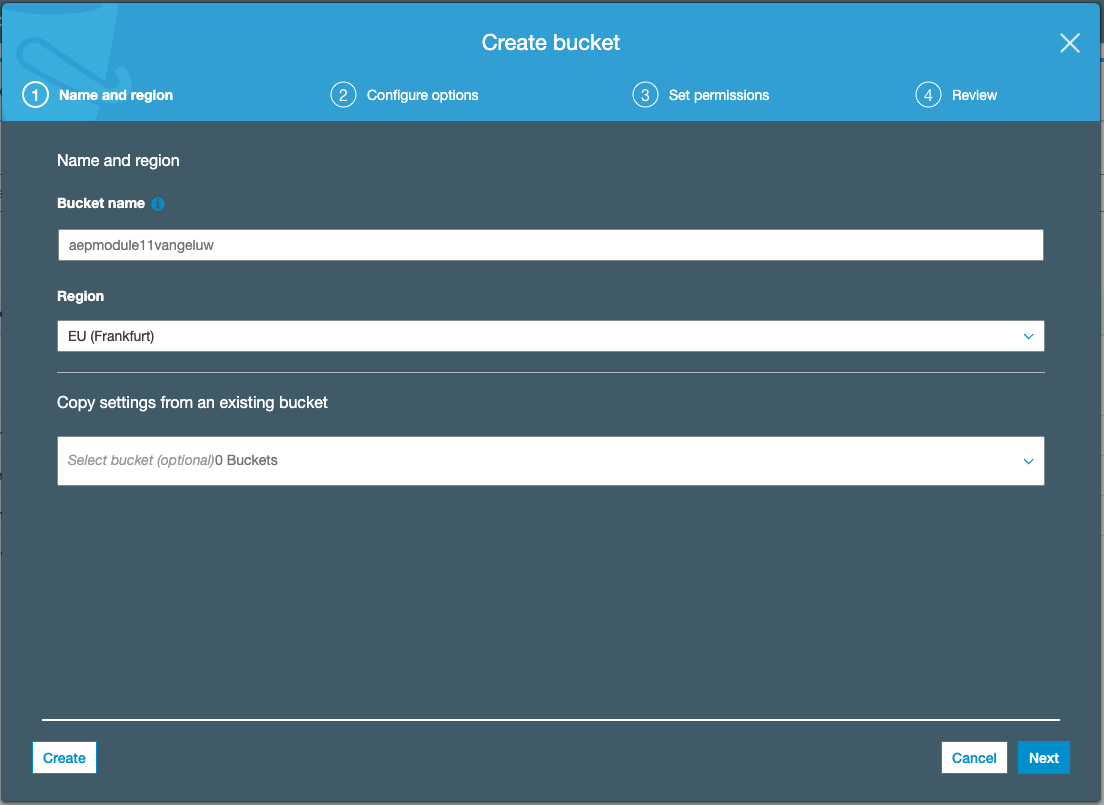 Create bucket
1 Name and region
2 Configure options
3 Set permissions
4 Review
Name and region
Bucket name i
aepmodule11vangeluw
Region
EU (Frankfurt)
Copy settings from an existing bucket
Select bucket (optional)0 Buckets
Create
Cancel
Next